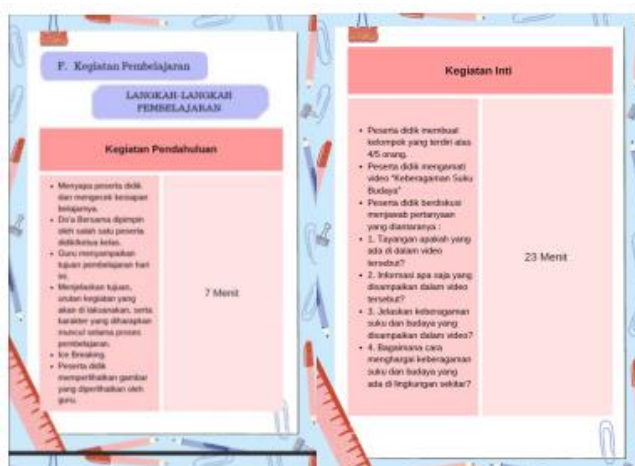 F. Kegiatan Pembelajaran
LANGKAH-LANGKAH
PEMBELAJARAN
Kegiatan Pendahuluan
• Menyapa peserta didik
dan mengecek kesiapan
belajarnya.
• Do'a Bersama dipimpin
oleh salah satu peserta
didik/ketua kelas.
• Guru menyampaikan
tujuan pembelajaran hari
ini.
• Menjelaskan tujuan,
urutan kegiatan yang
akan di laksanakan, serta
karakter yang diharapkan
muncul selama proses
pembelajaran.
• Ice Breaking.
• Peserta didik
memperlihatkan gambar
yang diperlihatkan oleh
guru.
7 Menit
Kegiatan Inti
• Peserta didik membuat
kelompok yang terdiri atas
4/5 orang.
• Peserta didik mengamati
video "Keberagaman Suku
Budaya"
• Peserta didik berdiskusi
menjawab pertanyaan
yang diantaranya :
• 1. Tayangan apakah yang
ada di dalam video
tersebut?
• 2. Informasi apa saja yang
disampaikan dalam video
tersebut?
• 3. Jelaskan keberagaman
suku dan budaya yang
disampaikan dalam video?
• 4. Bagaimana cara
menghargai keberagaman
suku dan budaya yang
ada di lingkungan sekitar?
23 Menit